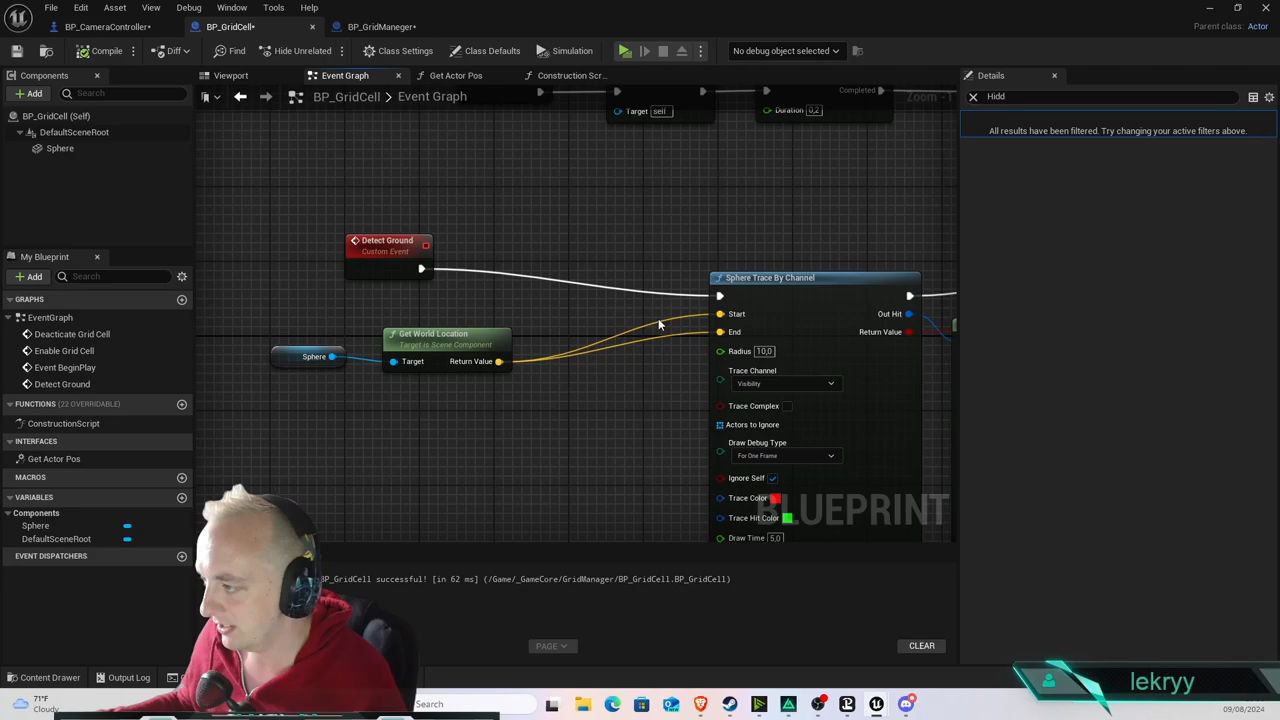 File Edit Asset View Debug Window Tools Help
BP_CameraController* BP_GridCell* BP_GridManeger*
Parent class: Actor
Compile Diff Find Hide Unrelated Class Settings Class Defaults Simulation No debug object selected
Components Viewport Event Graph Get Actor Pos Construction Scr... Details
Add Search BP_GridCell Event Graph Zoom -1 Hidd
BP_GridCell (Self)
DefaultSceneRoot
Sphere
Target self
Completed
Duration 0,2
All results have been filtered. Try changing your active filters above.
My Blueprint
Add Search
GRAPHS
EventGraph
Deacticate Grid Cell
Enable Grid Cell
Event BeginPlay
Detect Ground
FUNCTIONS (22 OVERRIDABLE)
ConstructionScript
INTERFACES
Get Actor Pos
MACROS
VARIABLES
Components
Sphere
DefaultSceneRoot
EVENT DISPATCHERS
Detect Ground
Custom Event
Sphere
Get World Location
Target is Scene Component
Target Return Value
Sphere Trace By Channel
Start Out Hit
End Return Value
Radius 10,0
Trace Channel
Visibility
Trace Complex
Actors to Ignore
Draw Debug Type
For One Frame
Ignore Self
Trace Color
Trace Hit Color
Draw Time 5,0
BLUEPRINT
BP_GridCell successful! [in 62 ms] (/Game/_GameCore/GridManager/BP_GridCell.BP_GridCell)
PAGE CLEAR
Content Drawer Output Log
lekryy
71°F
Cloudy
Search
09/08/2024